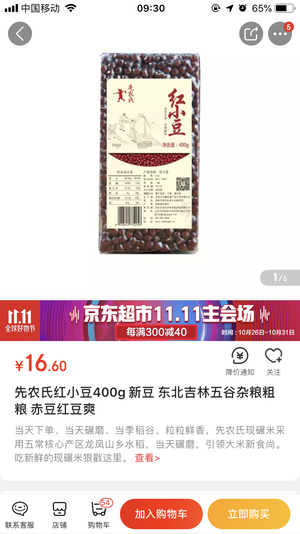 中国移动
09:30
65%
5
先农氏
红小豆
净含量：400g
1/5
11.11
全球好物节
京东超市11.11主会场
每满300减40
活动时间：10月26日-10月31日
¥16.60
降价通知
关注
先农氏红小豆400g 新豆 东北吉林五谷杂粮粗
粮 赤豆红豆爽
当天下单、当天碾磨、当季稻谷、粒粒鲜香，先农氏现碾米采
用五常核心产区龙凤山乡水稻，当天碾磨，引领大米新食尚。
吃新鲜的现碾米狠戳这里。 查看>
联系客服
店铺
54
购物车
加入购物车
立即购买